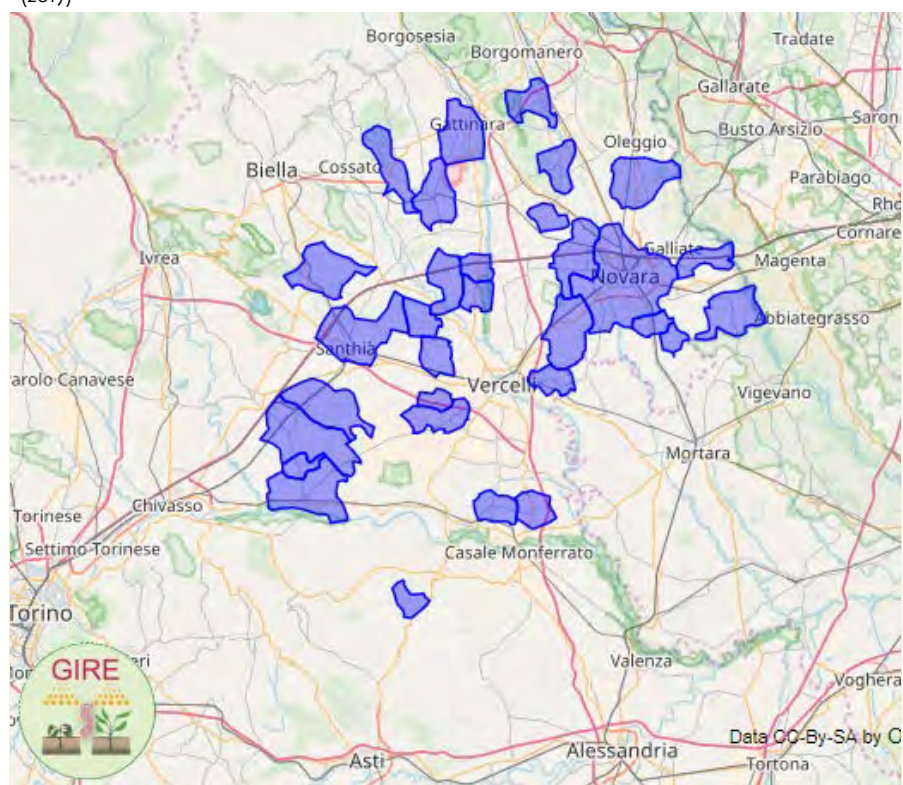 Borgosesia
Tradate
Borgomanero
Gallarate
Saron
Gattinara
Busto Arsizio
Oleggio
Biella
Cossato
Parabiago
Rho
Cornare
Galliate
Ivrea
Magenta
Novara
Abbiategrasso
Santhià
Vercelli
arolo Canavese
Vigevano
Mortara
Chivasso
Torinese
Settimo Torinese
Casale Monferrato
Torino
Valenza
GIRE
eri
Voghera
Data CC-By-SA by O
Alessandria
Asti
Tortona